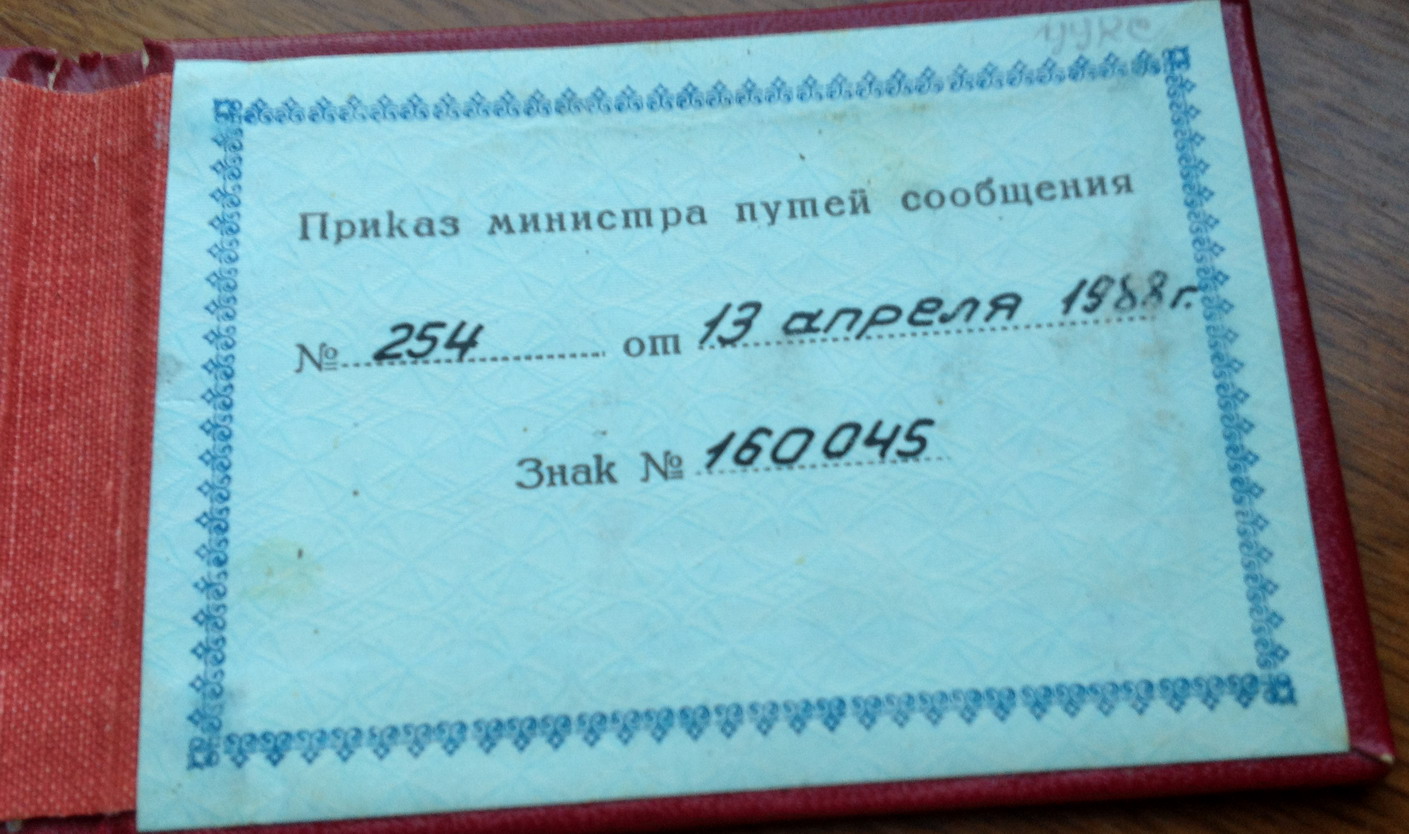 Приказ министра путей сообщения
№ 254 от 13 апреля 1988 г.
Знак № 160045